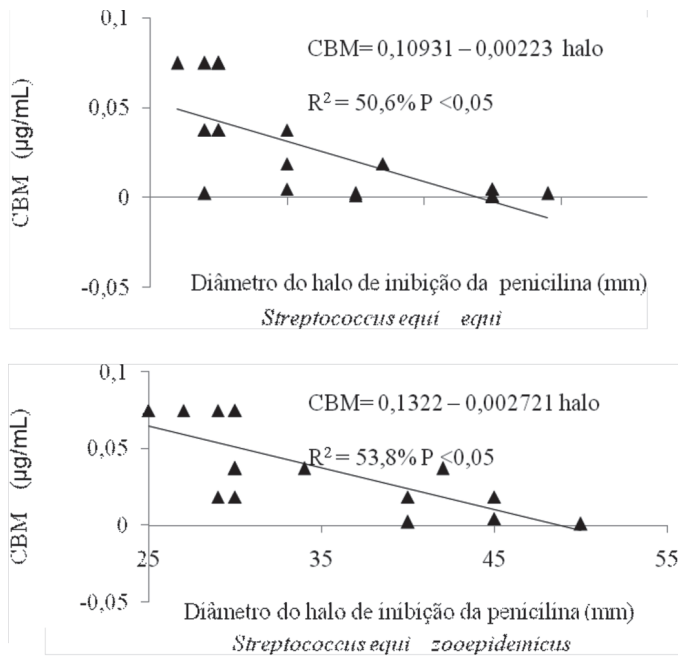 0,1
CBM= 0,10931 – 0,00223 halo
0,05
R² = 50,6% P <0,05
CBM (µg/mL)
0
-0,05
Diâmetro do halo de inibição da penicilina (mm)
Streptococcus equi equi
0,1
CBM= 0,1322 – 0,002721 halo
0,05
R² = 53,8% P <0,05
CBM (µg/mL)
0
25 35 45 55
-0,05
Diâmetro do halo de inibição da penicilina (mm)
Streptococcus equi zooepidemicus